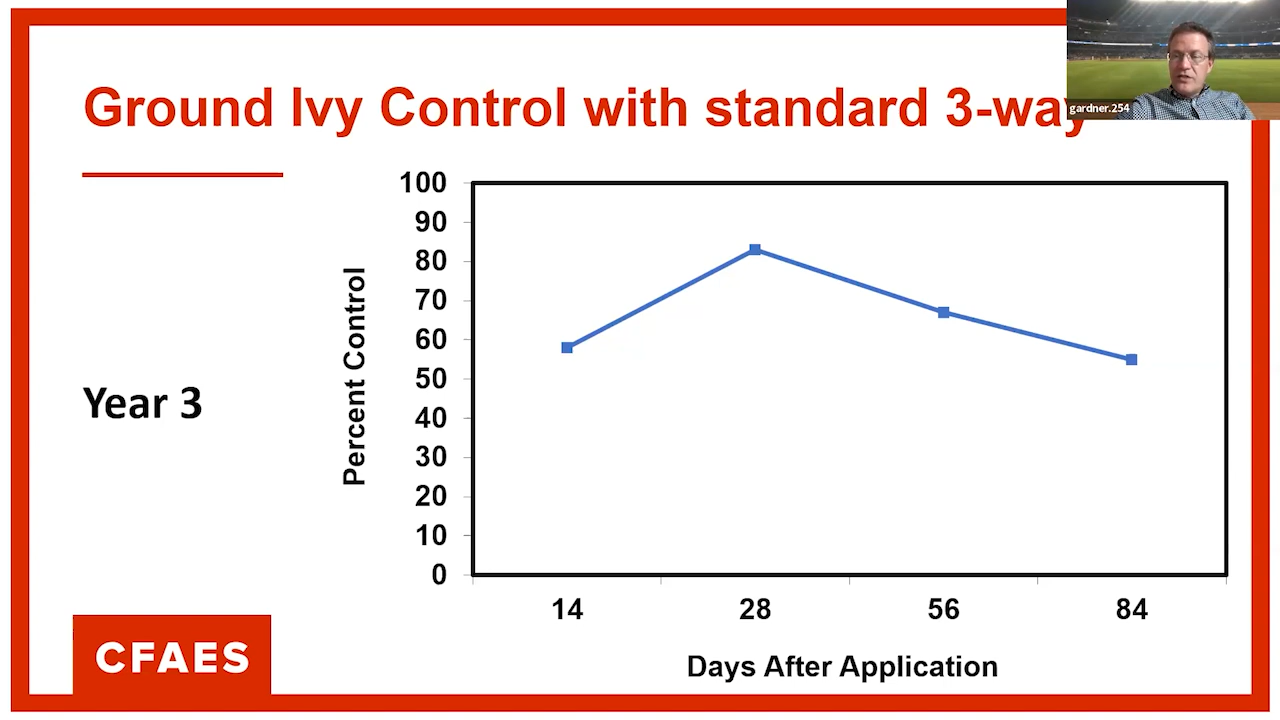 Ground Ivy Control with standard 3-way
gardner.254
Year 3
Percent Control
100
90
80
70
60
50
40
30
20
10
0
14 28 56 84
Days After Application
CFAES